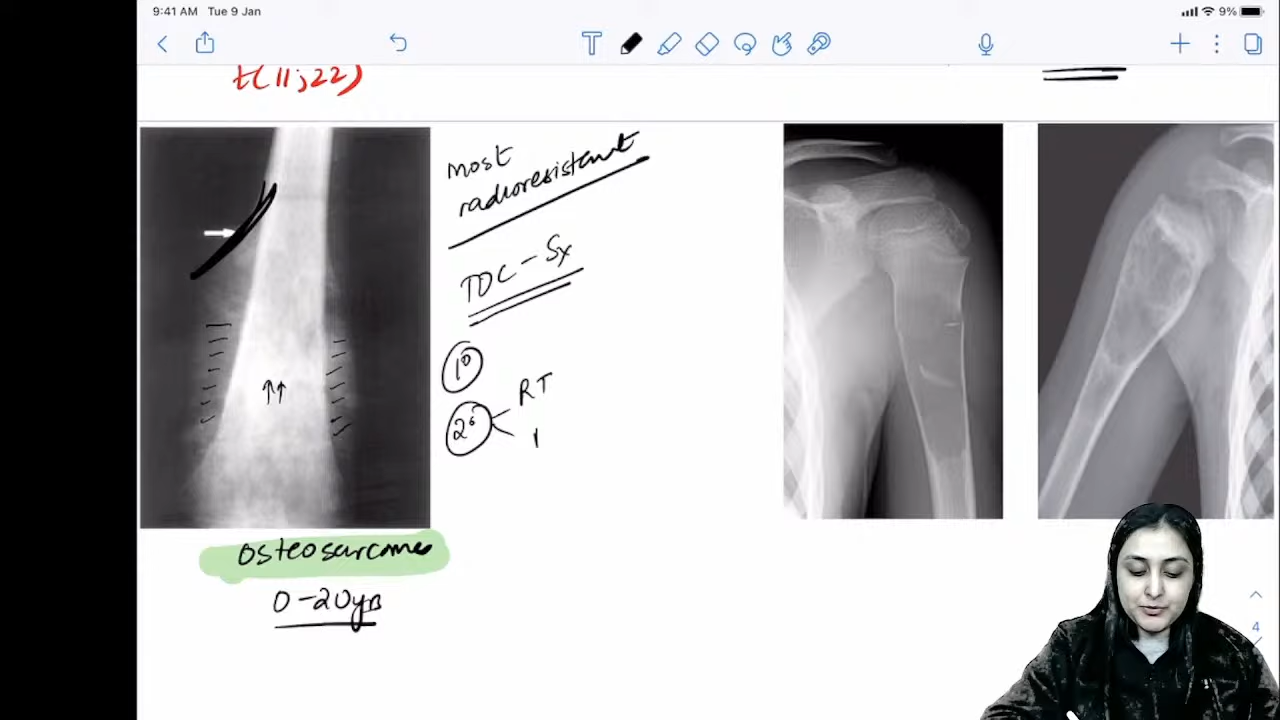 9:41 AM Tue 9 Jan
9%
t(11;22)
most
radioresistant
TOC - Sx
1°
2°
RT
osteosarcoma
0-20yrs
4